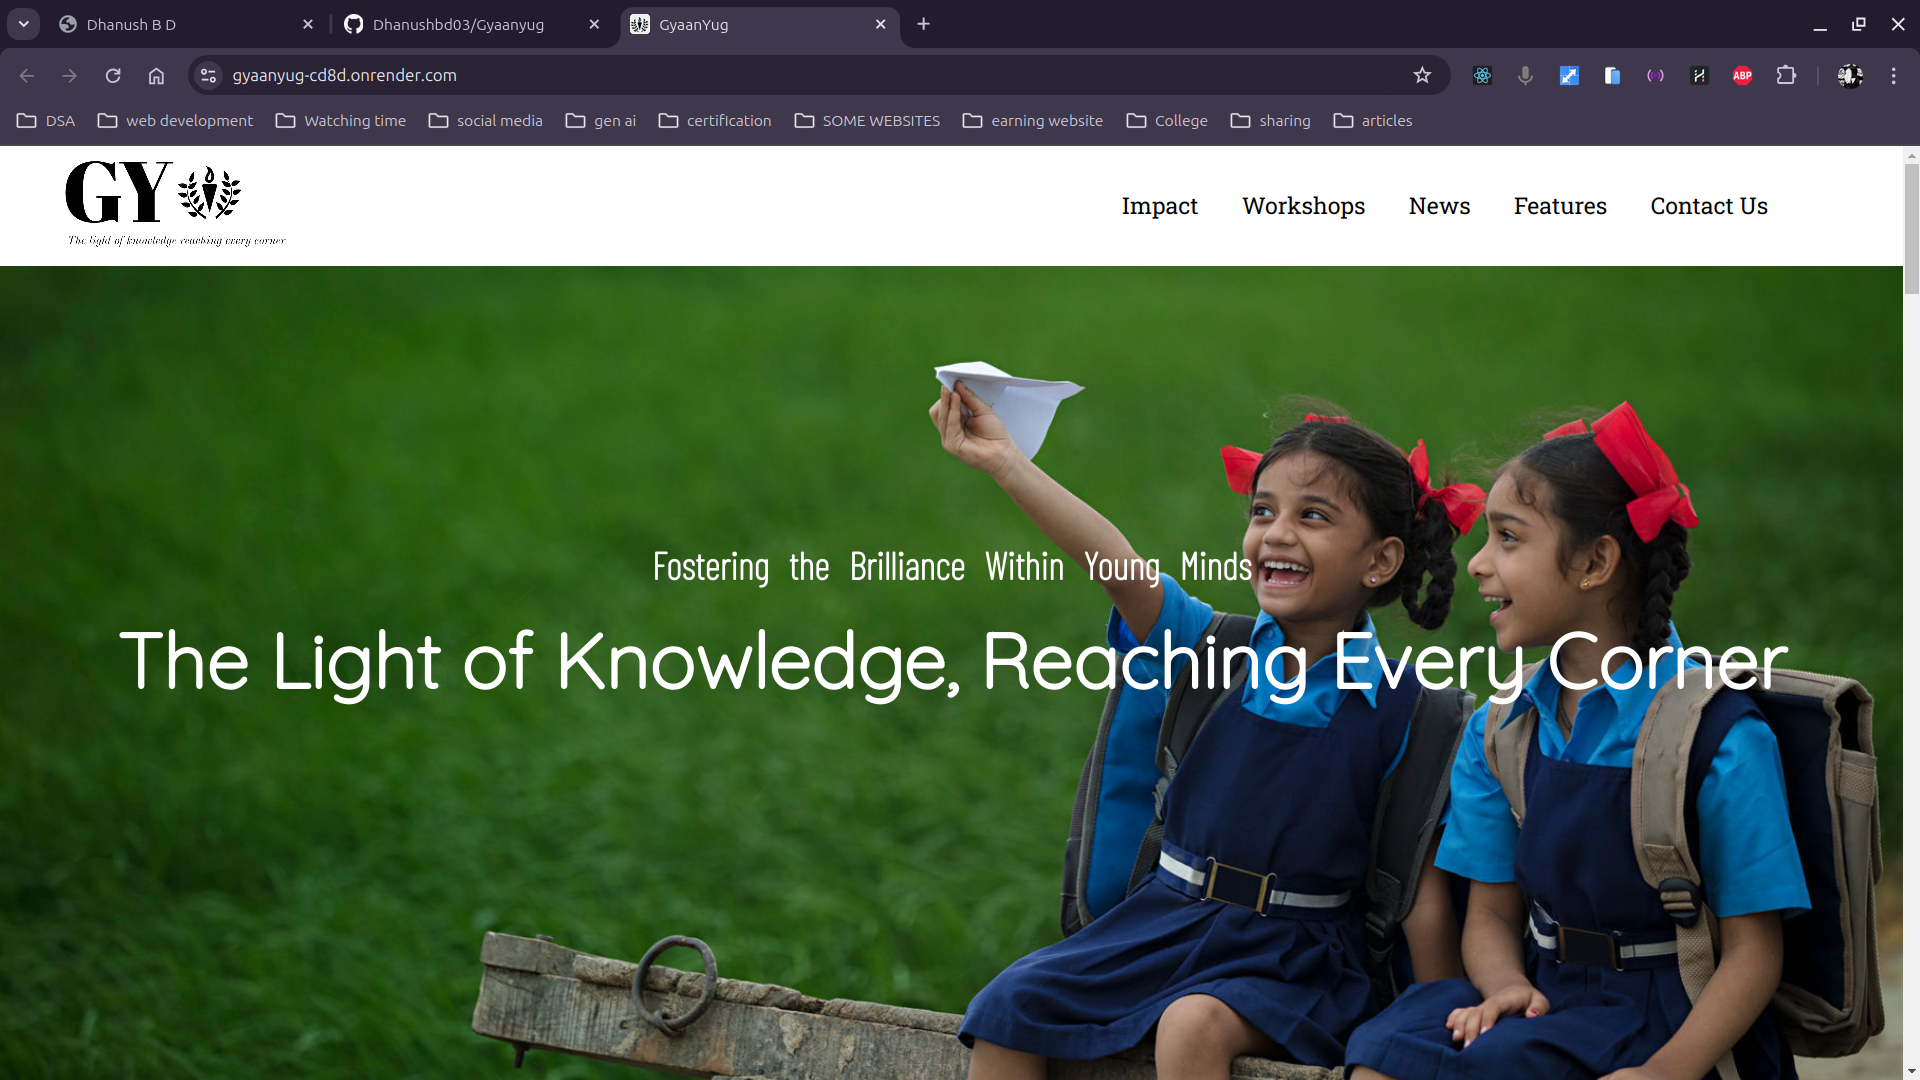 Dhanush B D
Dhanushbd03/Gyaanyug
GyaanYug
gyaanyug-cd8d.onrender.com
ABP
DSA
web development
Watching time
social media
gen ai
certification
SOME WEBSITES
earning website
College
sharing
articles
GY
The light of knowledge reaching every corner
Impact
Workshops
News
Features
Contact Us
Fostering the Brilliance Within Young Minds
The Light of Knowledge, Reaching Every Corner